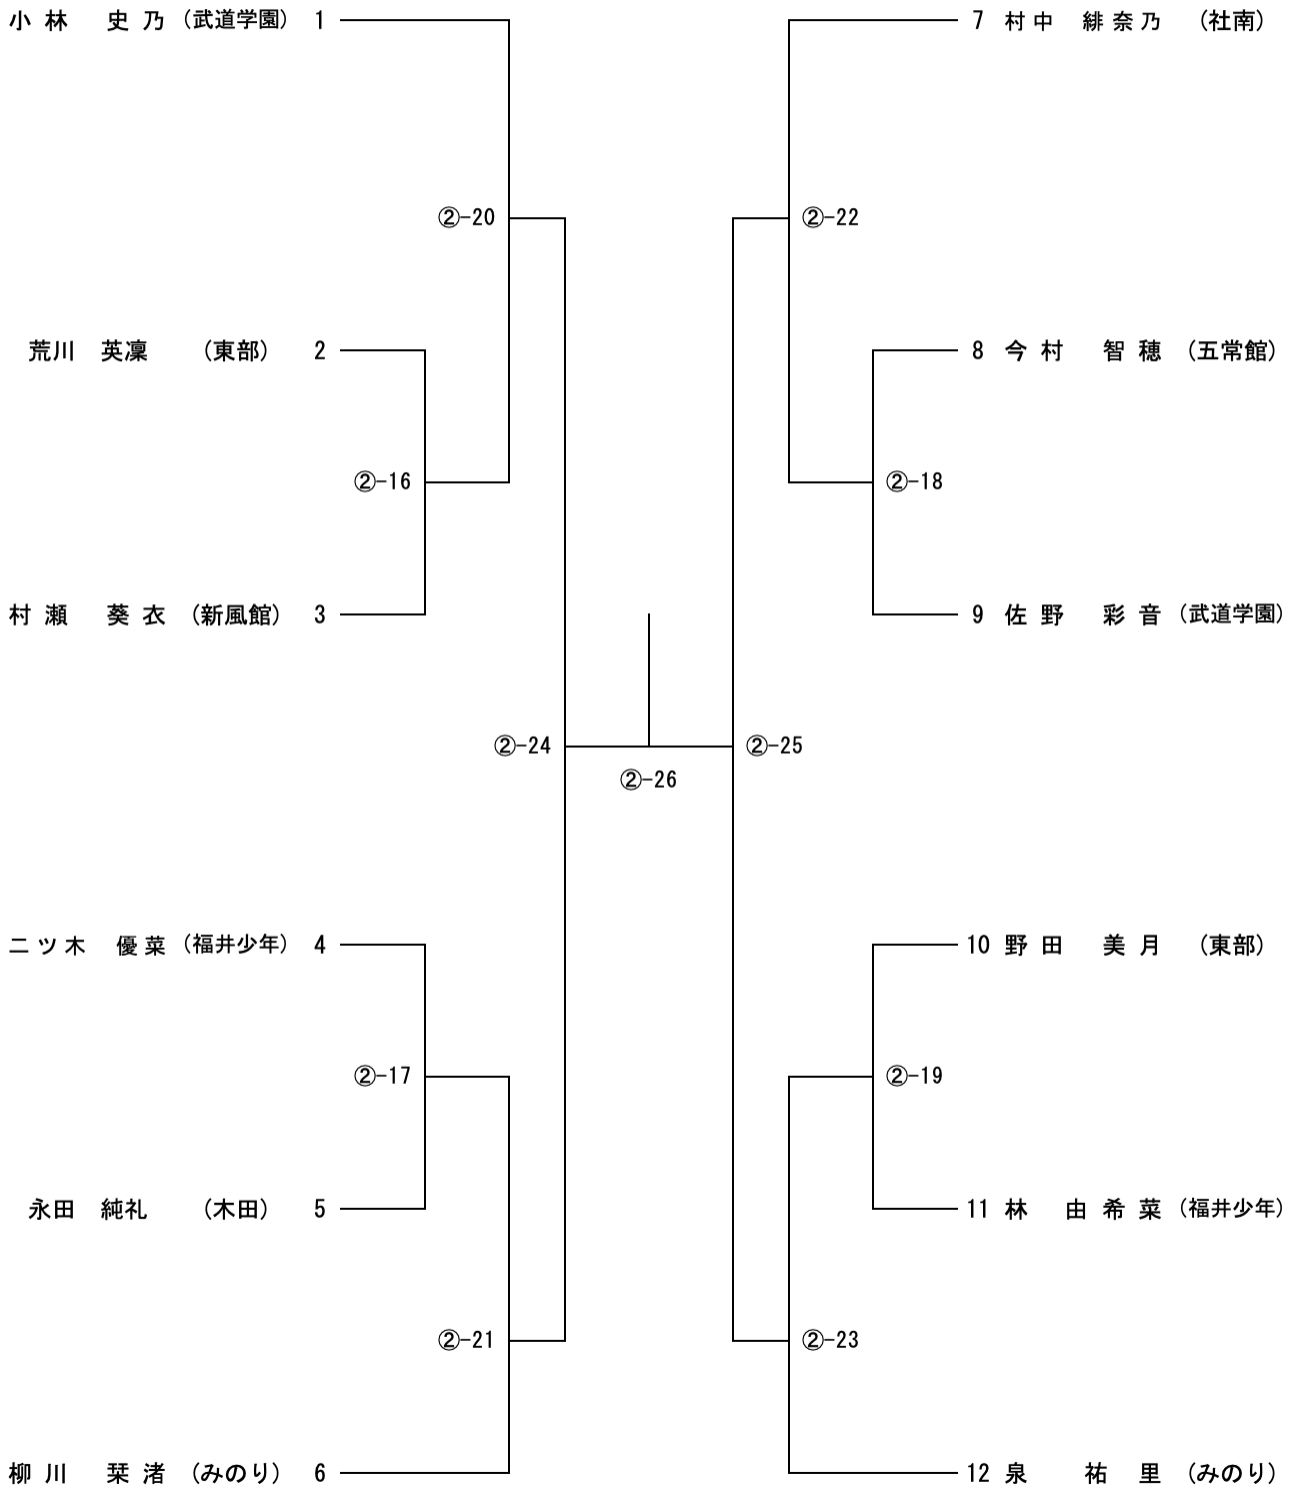 小林 史乃 (武道学園) 1
②-20
荒川 英凜 (東部) 2
②-16
村瀬 葵衣 (新風館) 3
②-24
二ツ木 優菜 (福井少年) 4
②-17
永田 純礼 (木田) 5
②-21
柳川 栞渚 (みのり) 6
②-26
7 村中 緋奈乃 (社南)
②-22
8 今村 智穂 (五常館)
②-18
9 佐野 彩音 (武道学園)
②-25
10 野田 美月 (東部)
②-19
11 林 由希菜 (福井少年)
②-23
12 泉 祐里 (みのり)